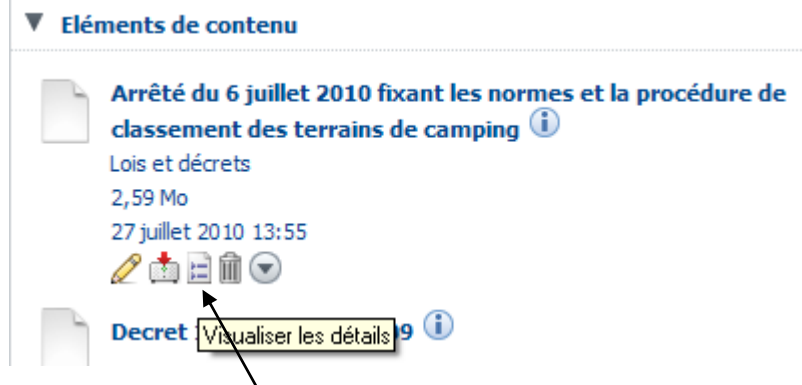 Eléments de contenu
Arrêté du 6 juillet 2010 fixant les normes et la procédure de
classement des terrains de camping
Lois et décrets
2,59 Mo
27 juillet 2010 13:55
Decret
Visualiser les détails